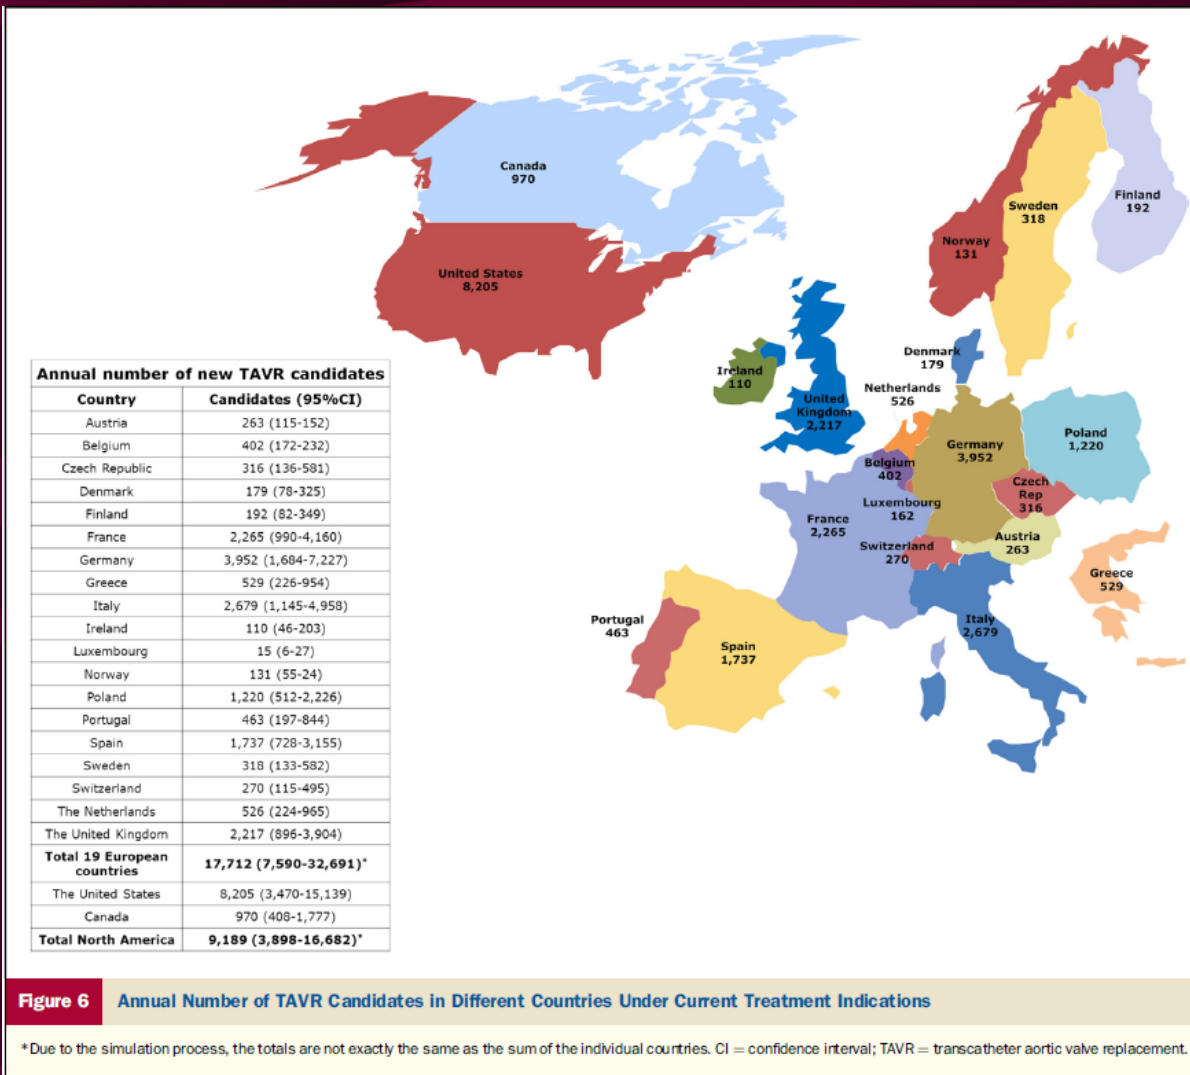 Canada
970
United States
8,205
Norway
131
Sweden
318
Finland
192
Denmark
179
Ireland
110
United
Kingdom
2,217
Netherlands
526
Germany
3,952
Poland
1,220
Belgium
402
Luxembourg
162
Czech
Rep
316
France
2,265
Switzerland
270
Austria
263
Greece
529
Portugal
463
Spain
1,737
Italy
2,679
Annual number of new TAVR candidates
Country Candidates (95%CI)
Austria 263 (115-152)
Belgium 402 (172-232)
Czech Republic 316 (136-581)
Denmark 179 (78-325)
Finland 192 (82-349)
France 2,265 (990-4,160)
Germany 3,952 (1,684-7,227)
Greece 529 (226-954)
Italy 2,679 (1,145-4,958)
Ireland 110 (46-203)
Luxembourg 15 (6-27)
Norway 131 (55-24)
Poland 1,220 (512-2,226)
Portugal 463 (197-844)
Spain 1,737 (728-3,155)
Sweden 318 (133-582)
Switzerland 270 (115-495)
The Netherlands 526 (224-965)
The United Kingdom 2,217 (896-3,904)
Total 19 European
countries 17,712 (7,590-32,691)*
The United States 8,205 (3,470-15,139)
Canada 970 (408-1,777)
Total North America 9,189 (3,898-16,682)*
Figure 6 Annual Number of TAVR Candidates in Different Countries Under Current Treatment Indications
*Due to the simulation process, the totals are not exactly the same as the sum of the individual countries. CI = confidence interval; TAVR = transcatheter aortic valve replacement.